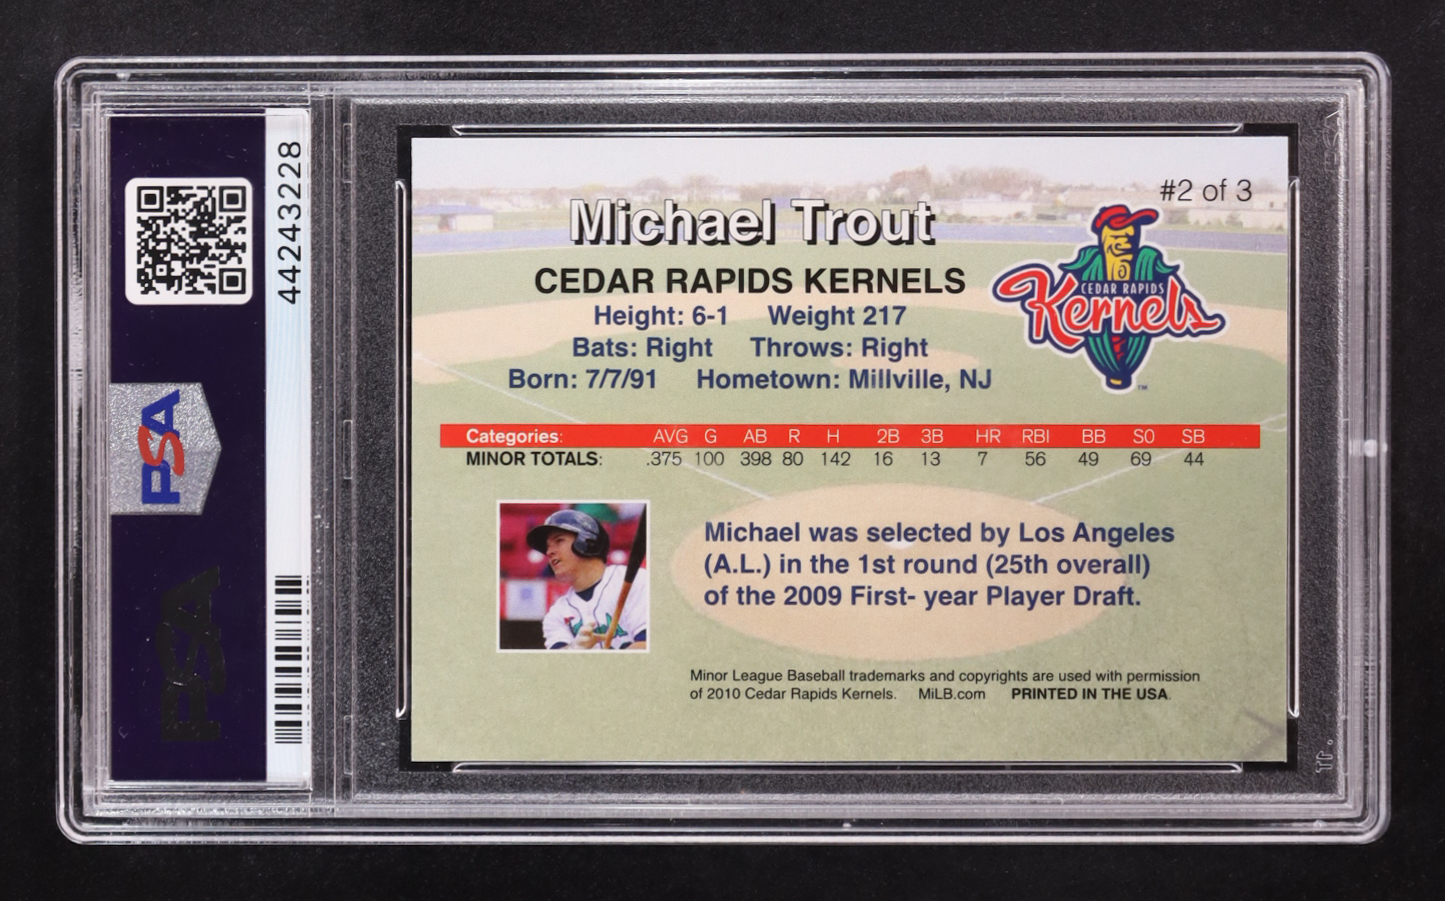 44243228
PSA
PSA
#2 of 3
Michael Trout
CEDAR RAPIDS KERNELS
CEDAR RAPIDS
Kernels
TM
Height: 6-1 Weight 217
Bats: Right Throws: Right
Born: 7/7/91 Hometown: Millville, NJ
Categories: AVG G AB R H 2B 3B HR RBI BB SO SB
MINOR TOTALS: .375 100 398 80 142 16 13 7 56 49 69 44
Michael was selected by Los Angeles
(A.L.) in the 1st round (25th overall)
of the 2009 First- year Player Draft.
Minor League Baseball trademarks and copyrights are used with permission
of 2010 Cedar Rapids Kernels. MiLB.com PRINTED IN THE USA.